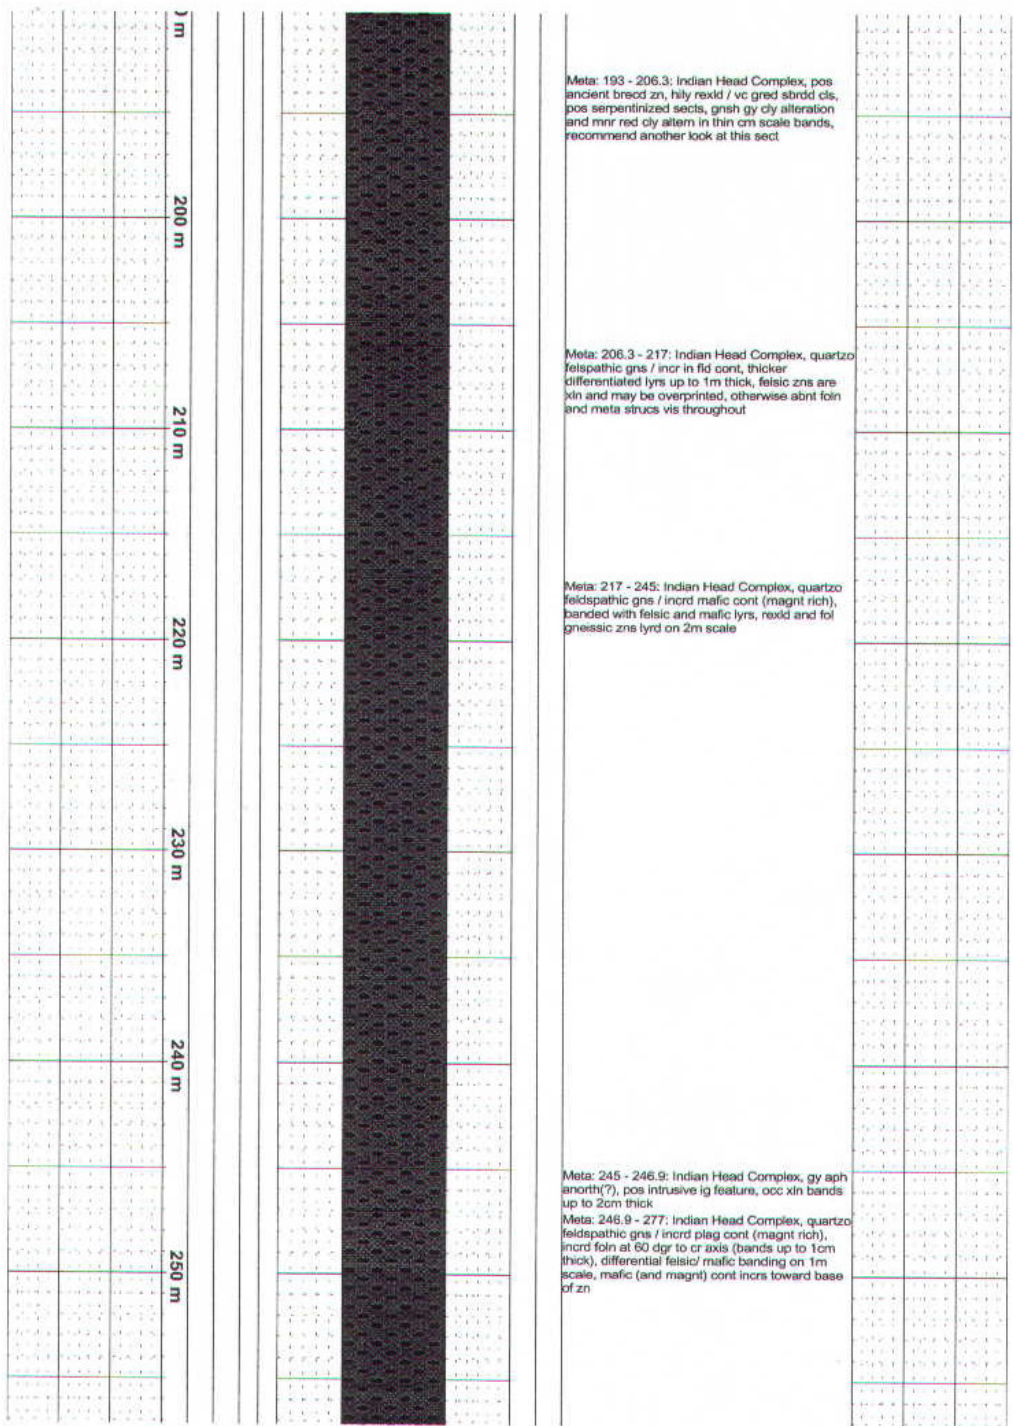 0 m
Meta: 193 - 206.3: Indian Head Complex, pos
ancient brecd zn, hily rexld / vc gred sbrdd cls,
pos serpentinized sects, gnsh gy cly alteration
and mnr red cly altern in thin cm scale bands,
recommend another look at this sect
200 m
Meta: 206.3 - 217: Indian Head Complex, quartzo
felspathic gns / incr in fld cont, thicker
differentiated lyrs up to 1m thick, felsic zns are
xln and may be overprinted, otherwise abnt foln
and meta strucs vis throughout
210 m
Meta: 217 - 245: Indian Head Complex, quartzo
feldspathic gns / incrd mafic cont (magnt rich),
banded with felsic and mafic lyrs, rexld and fol
gneissic zns lyrd on 2m scale
220 m
230 m
240 m
Meta: 245 - 246.9: Indian Head Complex, gy aph
anorth(?), pos intrusive ig feature, occ xln bands
up to 2cm thick
Meta: 246.9 - 277: Indian Head Complex, quartzo
feldspathic gns / incrd plag cont (magnt rich),
incrd foln at 60 dgr to cr axis (bands up to 1cm
thick), differential felsic/ mafic banding on 1m
scale, mafic (and magnt) cont incrs toward base
of zn
250 m